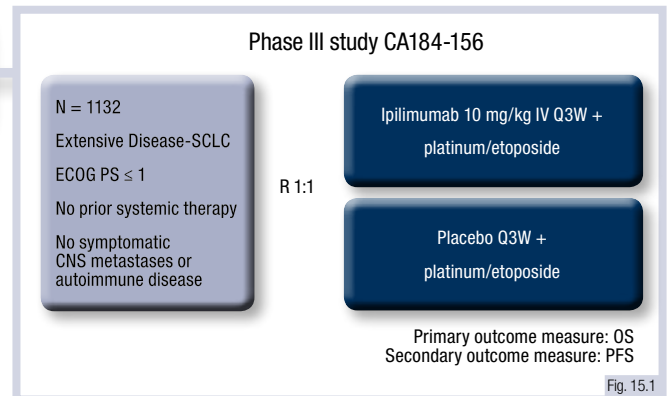 Phase III study CA184-156
N = 1132
Extensive Disease-SCLC
ECOG PS ≤ 1
No prior systemic therapy
No symptomatic
CNS metastases or
autoimmune disease
R 1:1
Ipilimumab 10 mg/kg IV Q3W +
platinum/etoposide
Placebo Q3W +
platinum/etoposide
Primary outcome measure: OS
Secondary outcome measure: PFS
Fig. 15.1